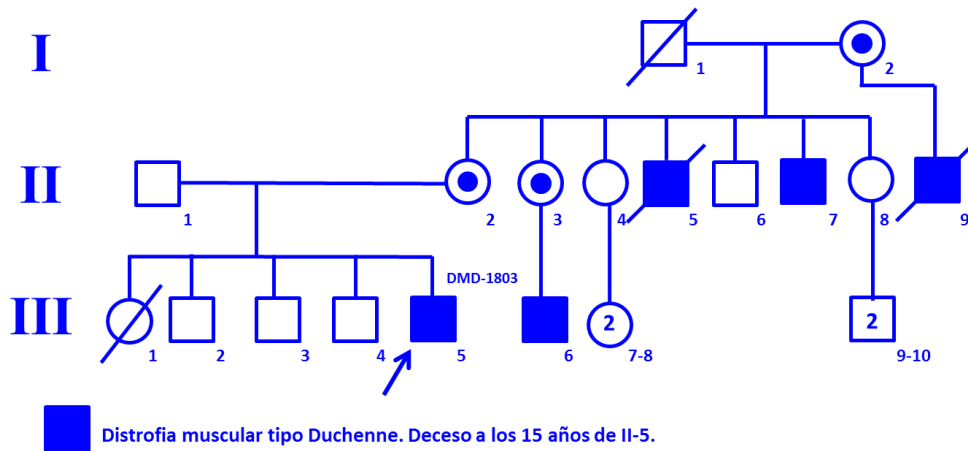 I
1 2
II
1 2 3 4 5 6 7 8 9
DMD-1803
III
2 2
1 2 3 4 5 6 7-8 9-10
Distrofia muscular tipo Duchenne. Deceso a los 15 años de II-5.